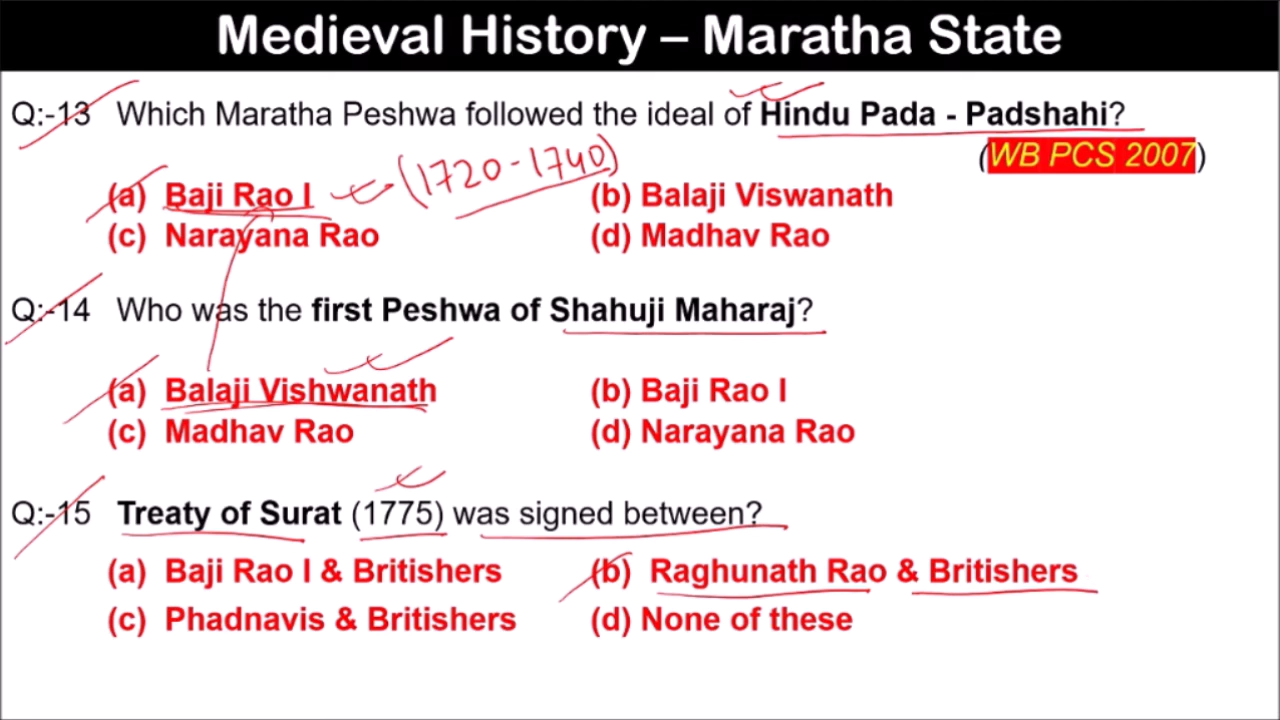 Medieval History – Maratha State
Q:-13 Which Maratha Peshwa followed the ideal of Hindu Pada - Padshahi?
(WB PCS 2007)
(a) Baji Rao I (1720-1740) (b) Balaji Viswanath
(c) Narayana Rao (d) Madhav Rao
Q:-14 Who was the first Peshwa of Shahuji Maharaj?
(a) Balaji Vishwanath (b) Baji Rao I
(c) Madhav Rao (d) Narayana Rao
Q:-15 Treaty of Surat (1775) was signed between?
(a) Baji Rao I & Britishers (b) Raghunath Rao & Britishers
(c) Phadnavis & Britishers (d) None of these